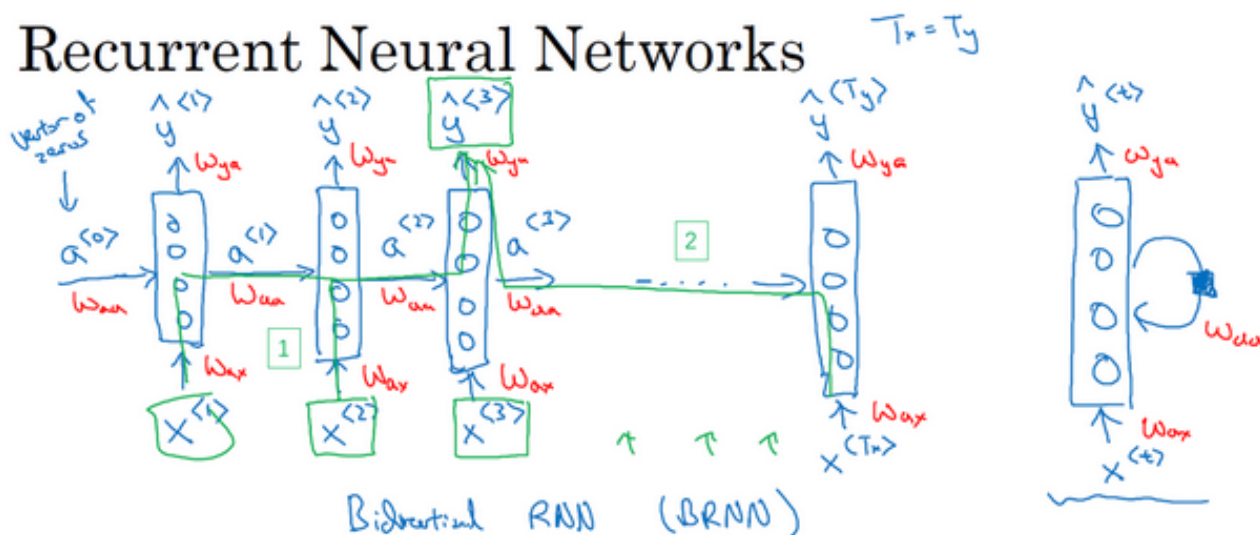 Recurrent Neural Networks
Tx = Ty
vector of zeros
ŷ<1> ŷ<2> ŷ<3> ŷ<Ty> ŷ<t>
Wya Wya Wya Wya Wya
a<0> a<1> a<2> a<3> 2
Waa Waa Waa Waa ..... Waa
1
Wax Wax Wax Wax Wax
x<1> x<2> x<3> x<Tx> x<t>
Bidirectional RNN (BRNN)